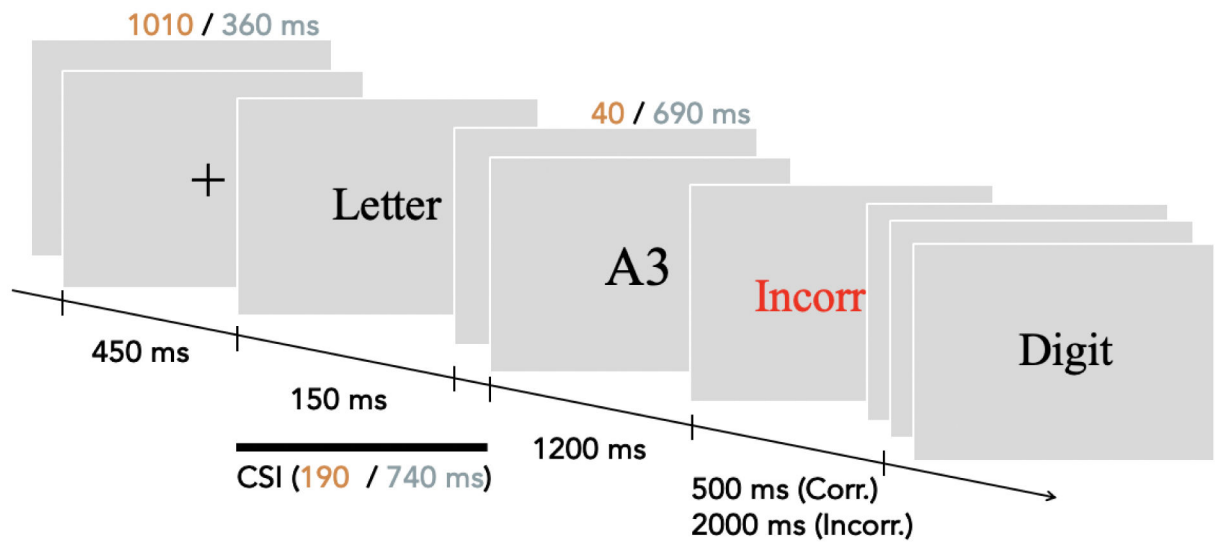 1010 / 360 ms
+
Letter
40 / 690 ms
A3
Incorr
Digit
450 ms
150 ms
CSI (190 / 740 ms)
1200 ms
500 ms (Corr.)
2000 ms (Incorr.)